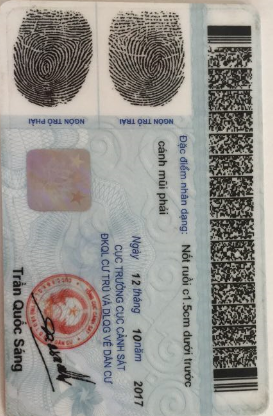 NGÓN TRỎ TRÁI
NGÓN TRỎ PHẢI
Đặc điểm nhân dạng: Nốt ruồi c1.5cm dưới trước
cánh mũi phải
Ngày 12 tháng 10 năm 2017
CỤC TRƯỞNG CỤC CẢNH SÁT
ĐKQL CƯ TRÚ VÀ DLQG VỀ DÂN CƯ
Trần Quốc Sảng